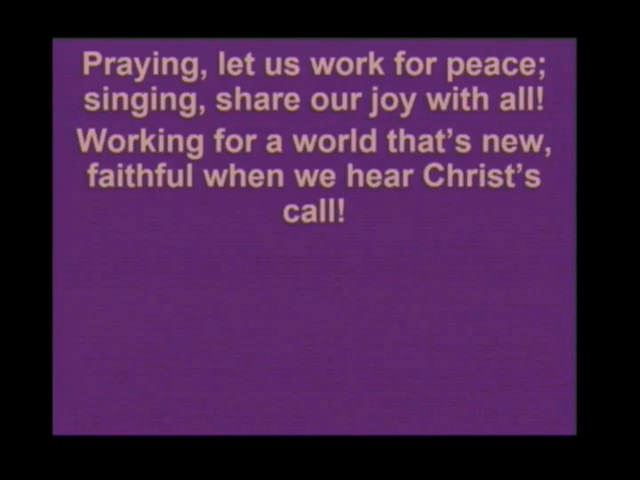 Praying, let us work for peace;
singing, share our joy with all!
Working for a world that's new,
faithful when we hear Christ's
call!